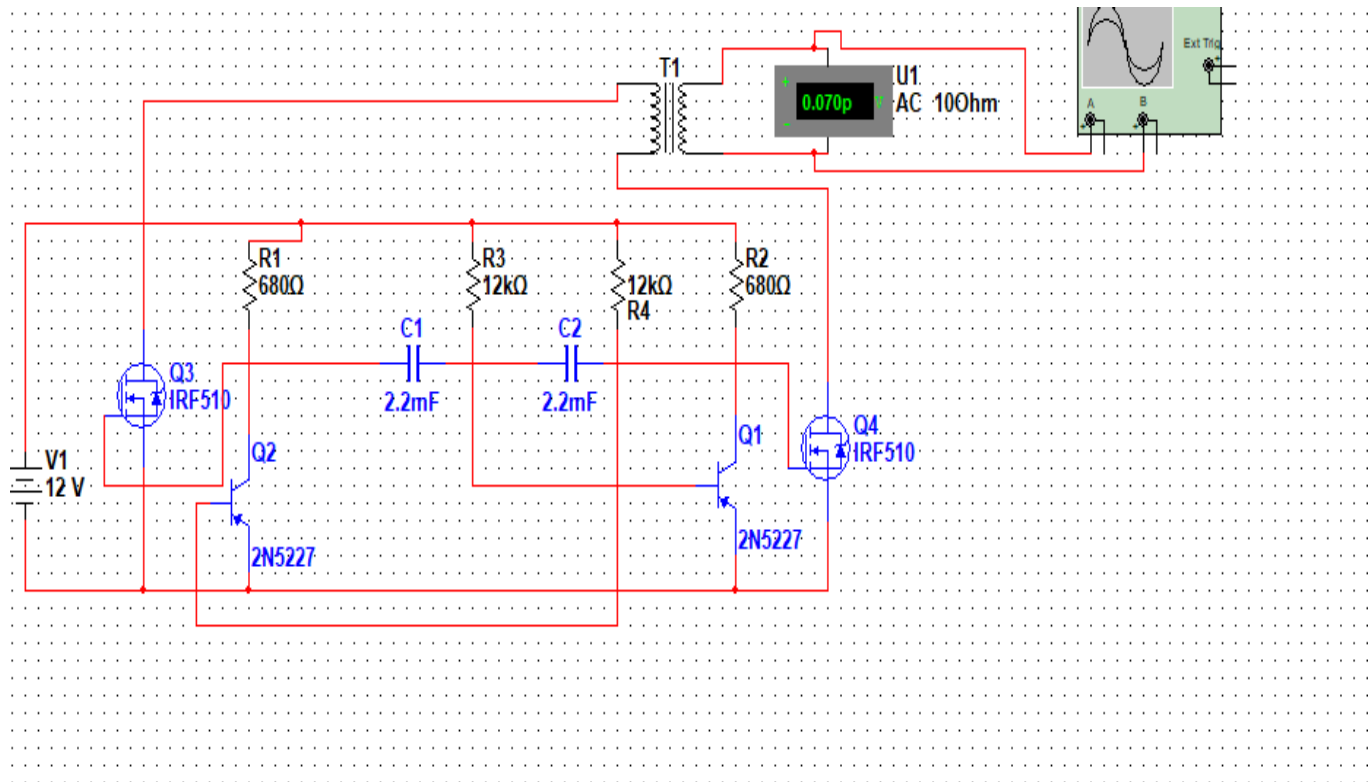 Ext Trig
+
T1
U1
+
0.070p V
AC 10Ohm
-
A
B
+
+
R1
680Ω
R3
12kΩ
12kΩ
R4
R2
680Ω
C1
2.2mF
C2
2.2mF
Q3
IRF510
Q4
IRF510
V1
12 V
Q2
2N5227
Q1
2N5227